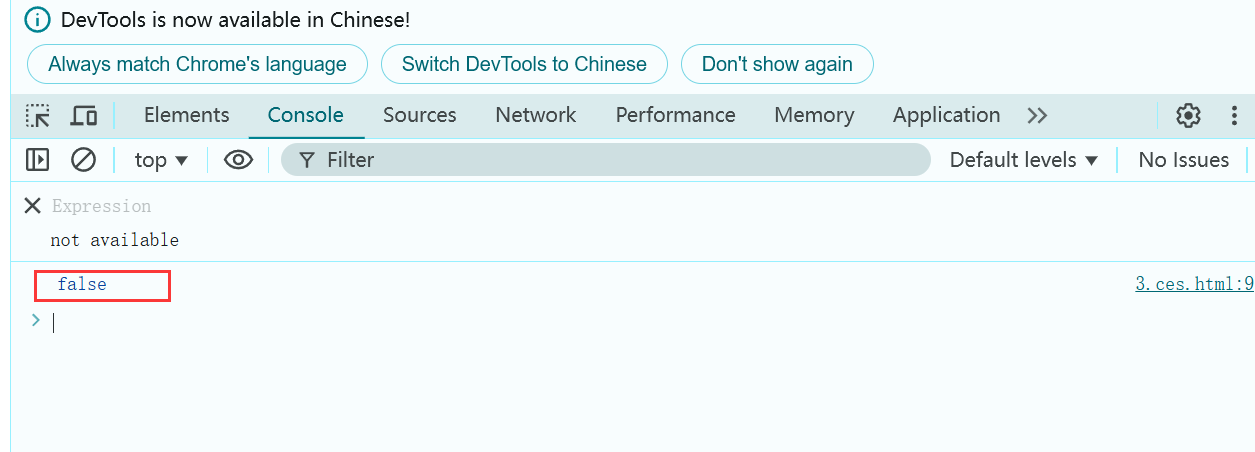 DevTools is now available in Chinese!
Always match Chrome's language Switch DevTools to Chinese Don't show again
Elements Console Sources Network Performance Memory Application
top Filter Default levels No Issues
Expression
not available
false 3.ces.html:9